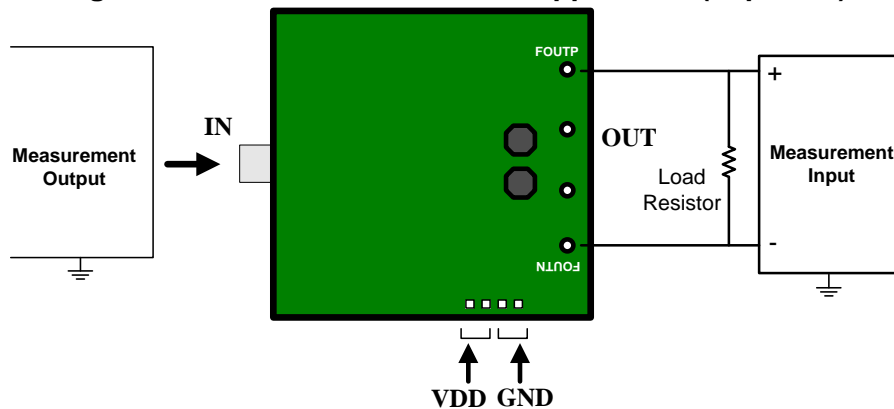 FOUTP
IN
OUT
+
Measurement
Output
Load
Resistor
Measurement
Input
-
FOUTN
VDD GND